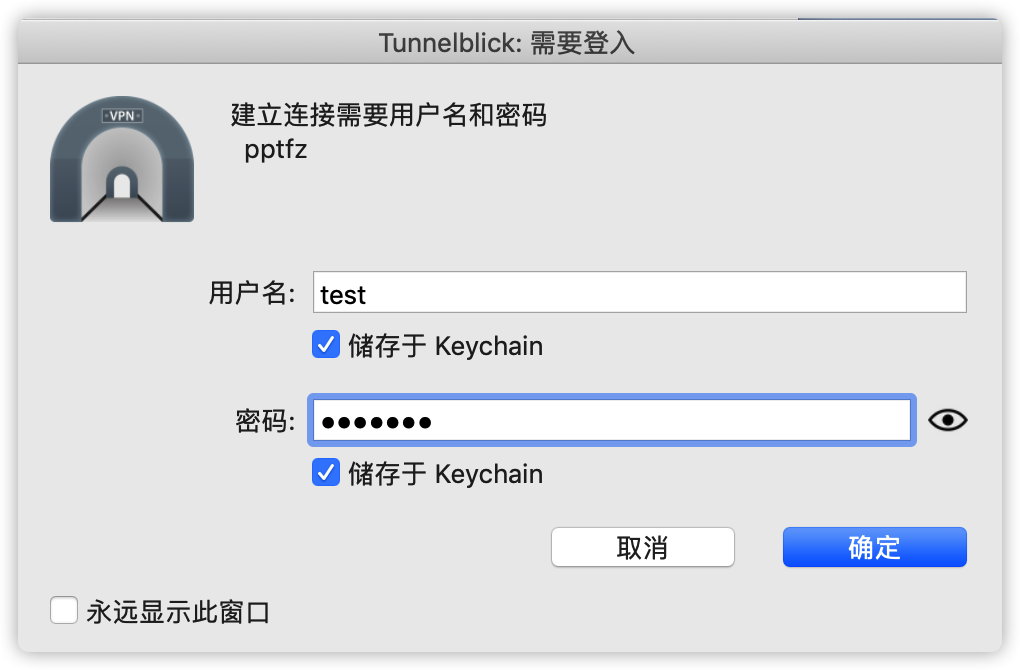 Tunnelblick: 需要登入
VPN
建立连接需要用户名和密码
pptfz
用户名: test
储存于 Keychain
密码: •••••••
储存于 Keychain
取消 确定
永远显示此窗口